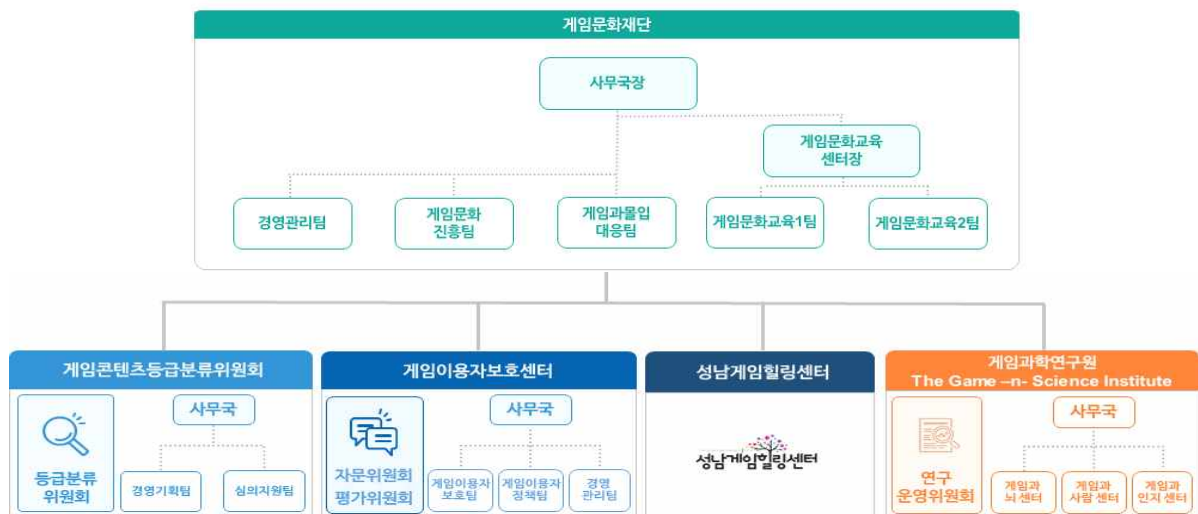 게임문화재단
사무국장
게임문화교육
센터장
경영관리팀
게임문화
진흥팀
게임과몰입
대응팀
게임문화교육1팀
게임문화교육2팀
게임콘텐츠등급분류위원회
등급분류
위원회
사무국
경영기획팀
심의지원팀
게임이용자보호센터
자문위원회
평가위원회
사무국
게임이용자
보호팀
게임이용자
정책팀
경영
관리팀
성남게임힐링센터
성남게임힐링센터
게임과학연구원
The Game –n- Science Institute
연구
운영위원회
사무국
게임과
뇌 센터
게임과
사람 센터
게임과
인지 센터